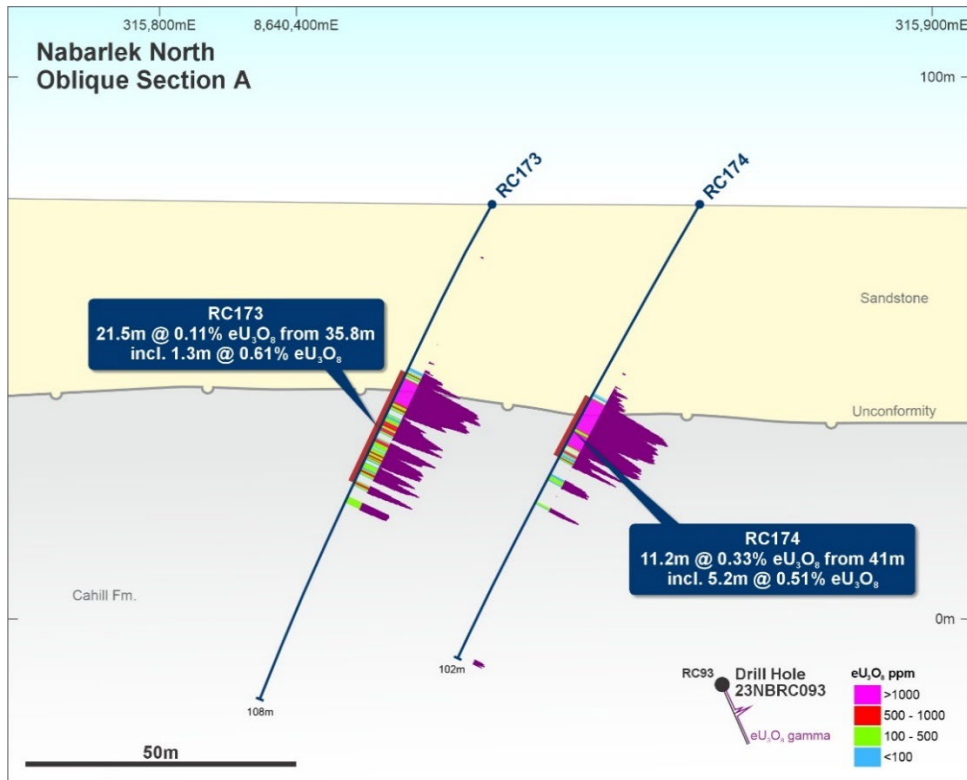 315,800mE
8,640,400mE
315,900mE
Nabarlek North
Oblique Section A
100m
RC173
RC174
Sandstone
RC173
21.5m @ 0.11% eU₃O₈ from 35.8m
incl. 1.3m @ 0.61% eU₃O₈
Unconformity
RC174
11.2m @ 0.33% eU₃O₈ from 41m
incl. 5.2m @ 0.51% eU₃O₈
Cahill Fm.
0m
102m
108m
RC93
Drill Hole
23NBRC093
eU₃O₈ gamma
eU₃O₈ ppm
>1000
500 - 1000
100 - 500
<100
50m